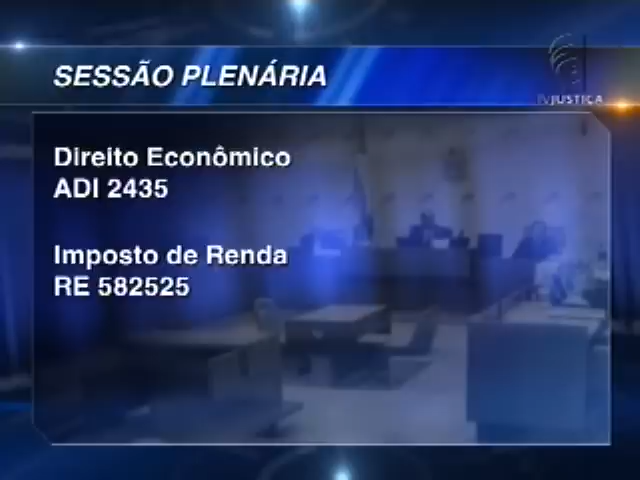 SESSÃO PLENÁRIA
TV JUSTIÇA
Direito Econômico
ADI 2435
Imposto de Renda
RE 582525